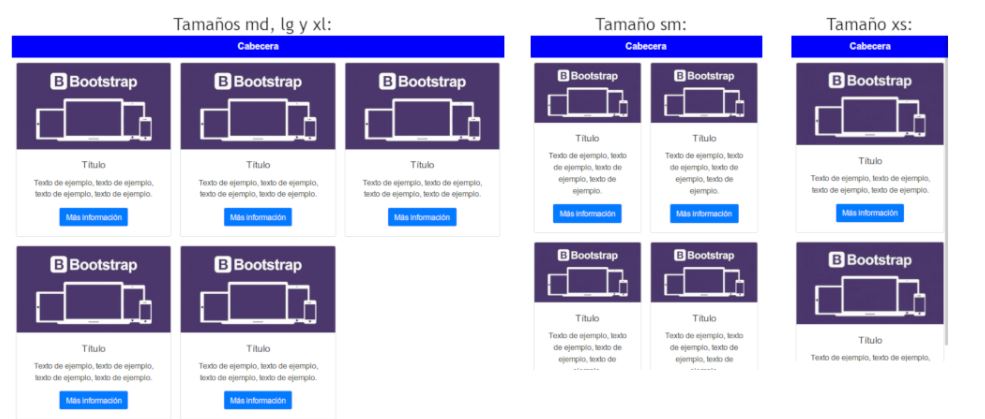 Tamaños md, lg y xl:
Cabecera
B Bootstrap
B Bootstrap
B Bootstrap
Título
Título
Título
Texto de ejemplo, texto de ejemplo,
texto de ejemplo, texto de ejemplo.
Texto de ejemplo, texto de ejemplo,
texto de ejemplo, texto de ejemplo.
Texto de ejemplo, texto de ejemplo,
texto de ejemplo, texto de ejemplo.
Más información
Más información
Más información
B Bootstrap
B Bootstrap
Título
Título
Texto de ejemplo, texto de ejemplo,
texto de ejemplo, texto de ejemplo.
Texto de ejemplo, texto de ejemplo,
texto de ejemplo, texto de ejemplo.
Más información
Más información
Tamaño sm:
Cabecera
B Bootstrap
B Bootstrap
Título
Título
Texto de ejemplo, texto
de ejemplo, texto de
ejemplo, texto de
ejemplo.
Texto de ejemplo, texto
de ejemplo, texto de
ejemplo, texto de
ejemplo.
Más información
Más información
B Bootstrap
B Bootstrap
Título
Título
Texto de ejemplo, texto
de ejemplo, texto de
ejemplo, texto de
Texto de ejemplo, texto
de ejemplo, texto de
ejemplo, texto de
Tamaño xs:
Cabecera
B Bootstrap
Título
Texto de ejemplo, texto de ejemplo,
texto de ejemplo, texto de ejemplo.
Más información
B Bootstrap
Título
Texto de ejemplo, texto de ejemplo,